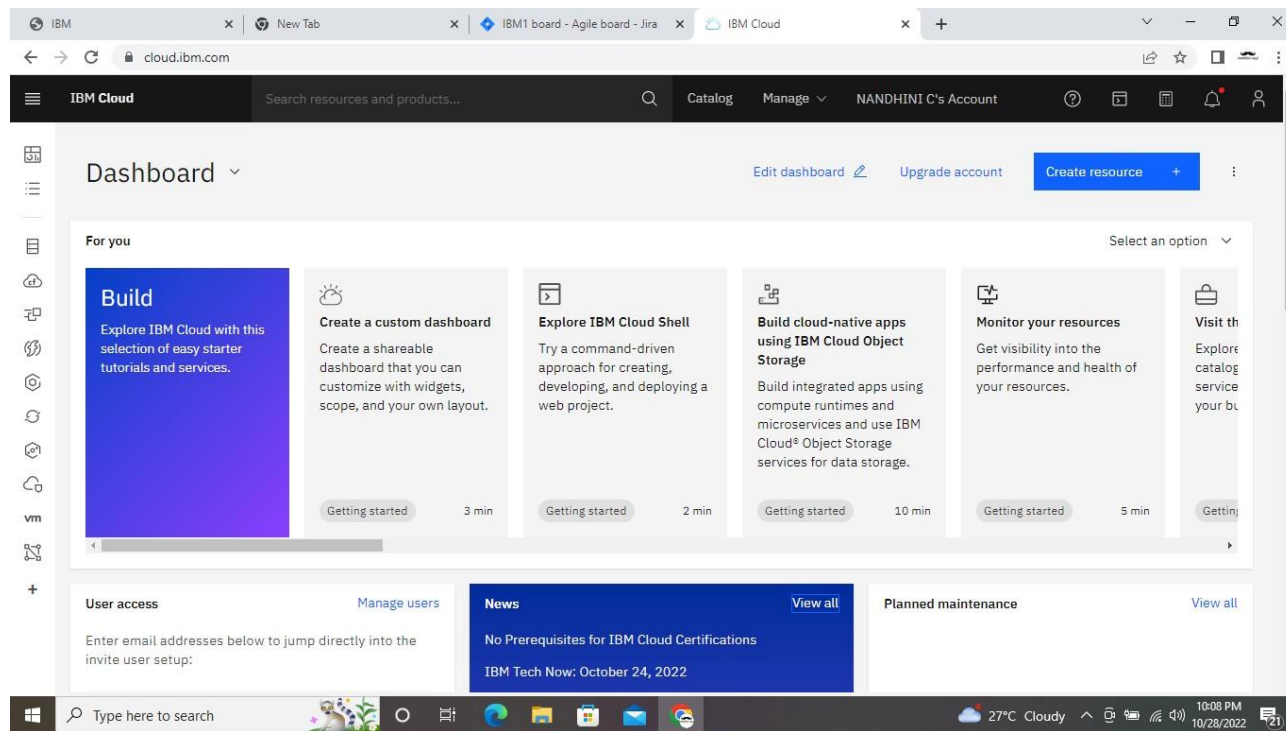 IBM
New Tab
IBM1 board - Agile board - Jira
IBM Cloud
cloud.ibm.com
IBM Cloud
Search resources and products...
Catalog
Manage
NANDHINI C's Account
Dashboard
Edit dashboard
Upgrade account
Create resource +
For you
Select an option
Build
Explore IBM Cloud with this
selection of easy starter
tutorials and services.
Create a custom dashboard
Create a shareable
dashboard that you can
customize with widgets,
scope, and your own layout.
Getting started
3 min
Explore IBM Cloud Shell
Try a command-driven
approach for creating,
developing, and deploying a
web project.
Getting started
2 min
Build cloud-native apps
using IBM Cloud Object
Storage
Build integrated apps using
compute runtimes and
microservices and use IBM
Cloud® Object Storage
services for data storage.
Getting started
10 min
Monitor your resources
Get visibility into the
performance and health of
your resources.
Getting started
5 min
Visit th
Explore
catalog
service
your bu
Getting
vm
User access
Manage users
Enter email addresses below to jump directly into the
invite user setup:
News
View all
No Prerequisites for IBM Cloud Certifications
IBM Tech Now: October 24, 2022
Planned maintenance
View all
Type here to search
27°C Cloudy
10:08 PM
10/28/2022
21